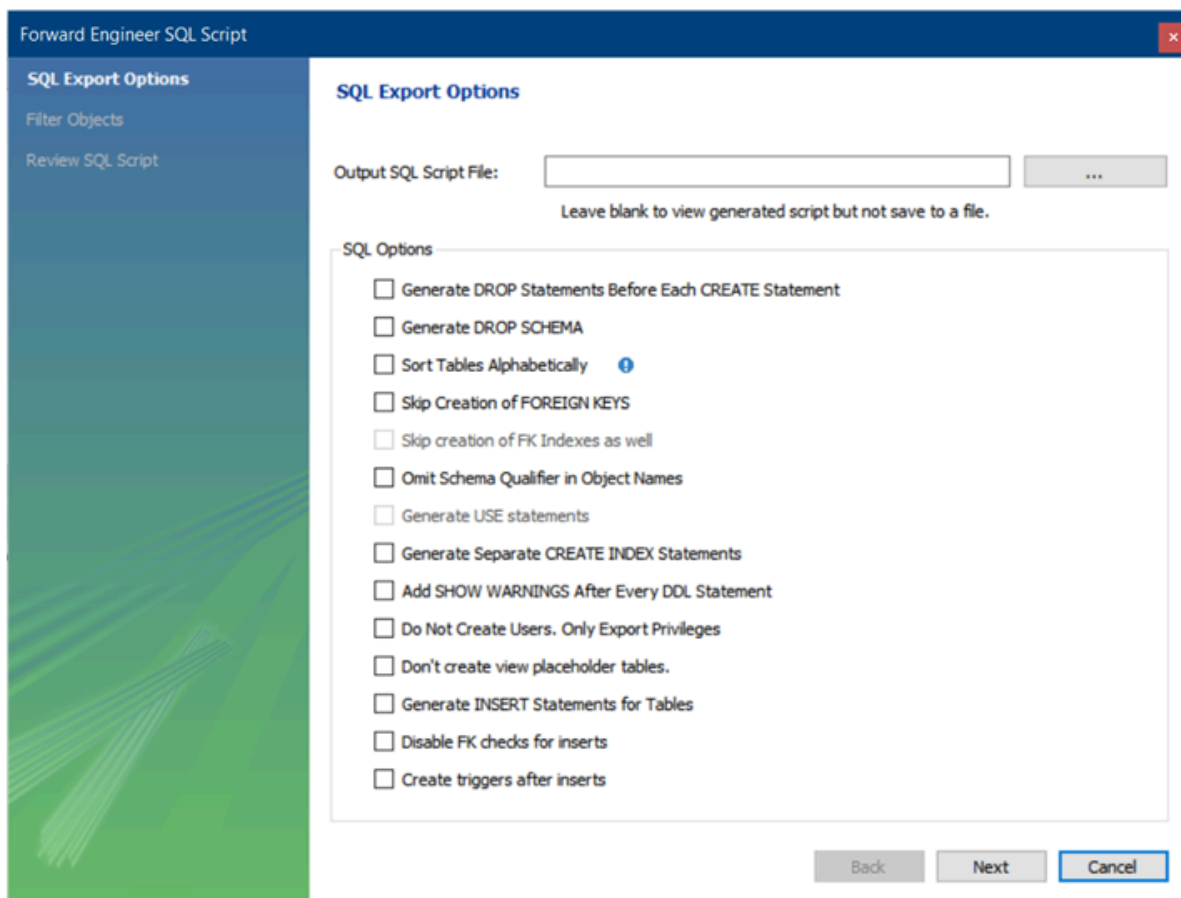 Forward Engineer SQL Script
×
SQL Export Options
Filter Objects
Review SQL Script
SQL Export Options
Output SQL Script File:
...
Leave blank to view generated script but not save to a file.
SQL Options
Generate DROP Statements Before Each CREATE Statement
Generate DROP SCHEMA
Sort Tables Alphabetically
Skip Creation of FOREIGN KEYS
Skip creation of FK Indexes as well
Omit Schema Qualifier in Object Names
Generate USE statements
Generate Separate CREATE INDEX Statements
Add SHOW WARNINGS After Every DDL Statement
Do Not Create Users. Only Export Privileges
Don't create view placeholder tables.
Generate INSERT Statements for Tables
Disable FK checks for inserts
Create triggers after inserts
Back Next Cancel